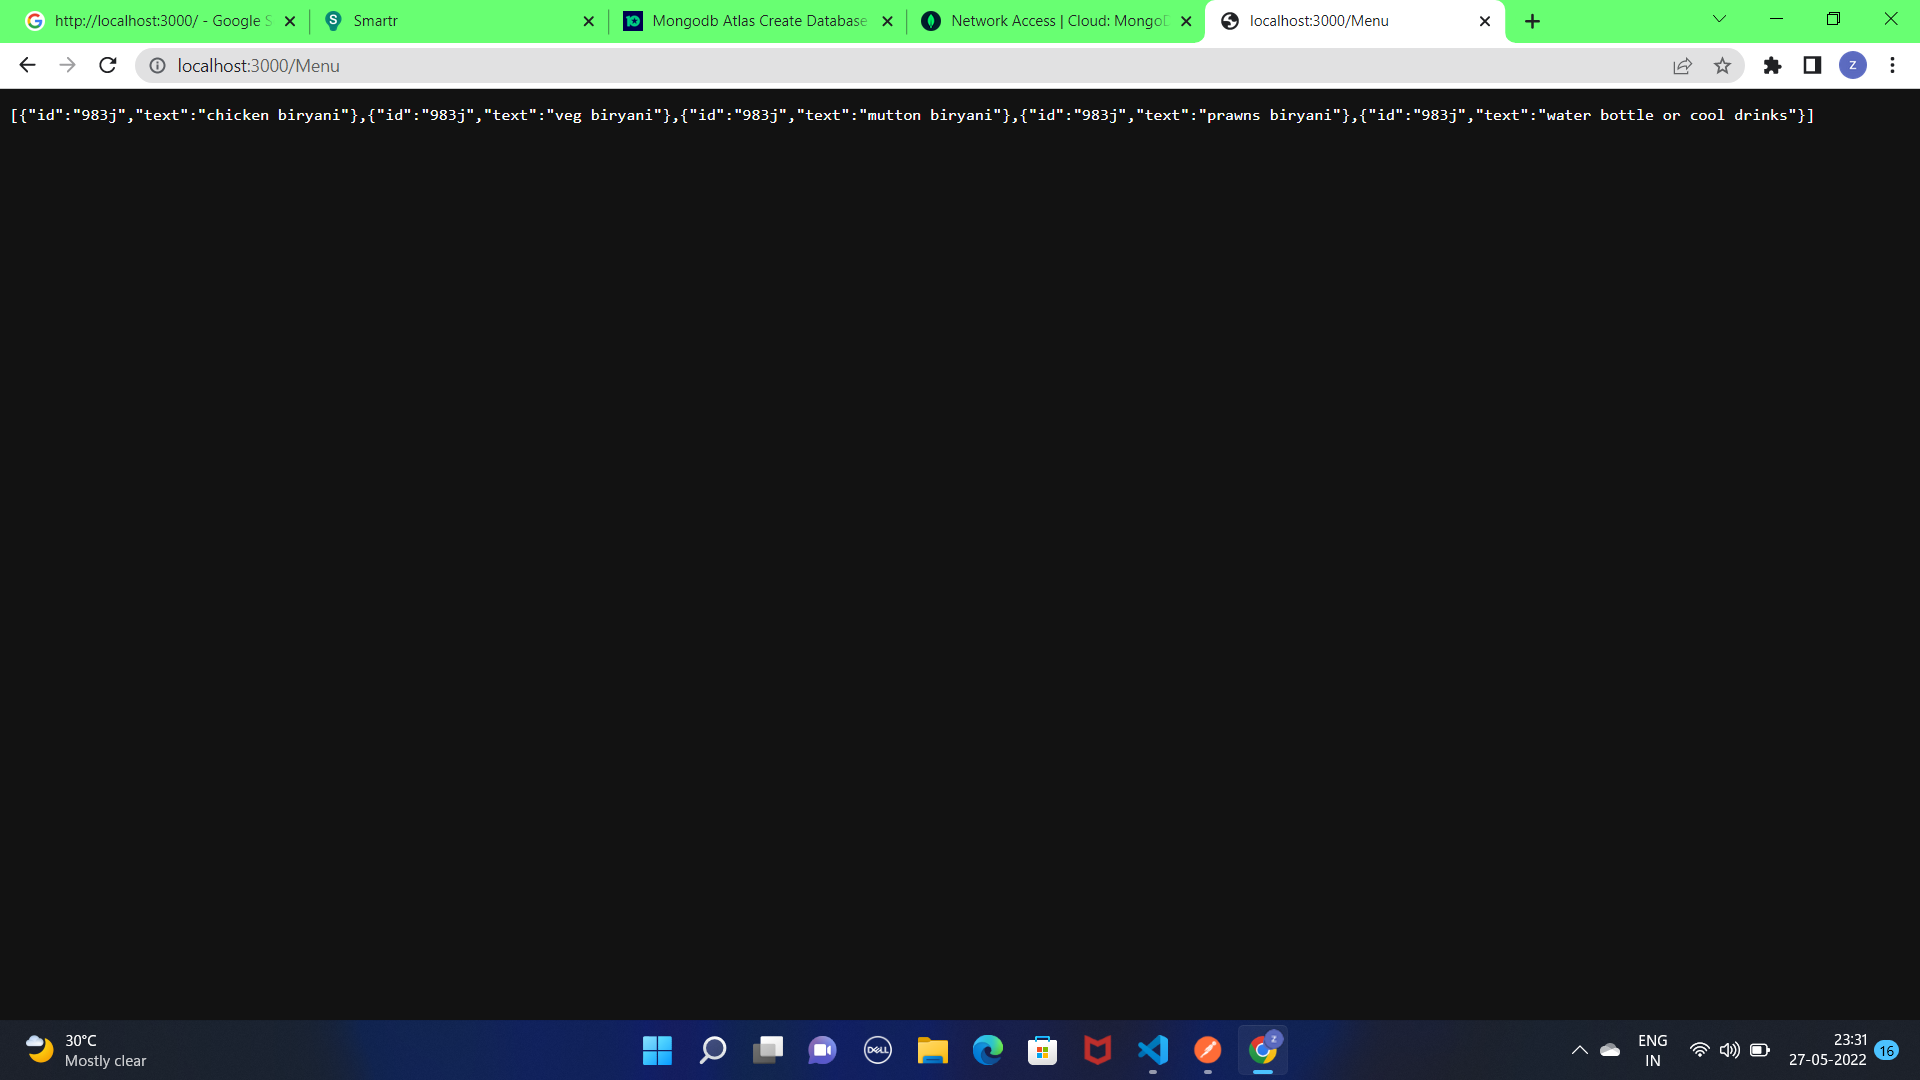 http://localhost:3000/ - Google S
Smartr
Mongodb Atlas Create Database
Network Access | Cloud: MongoD
localhost:3000/Menu
localhost:3000/Menu
z
[{"id":"983j","text":"chicken biryani"},{"id":"983j","text":"veg biryani"},{"id":"983j","text":"mutton biryani"},{"id":"983j","text":"prawns biryani"},{"id":"983j","text":"water bottle or cool drinks"}]
30°C
Mostly clear
DELL
z
ENG
IN
23:31
27-05-2022
16